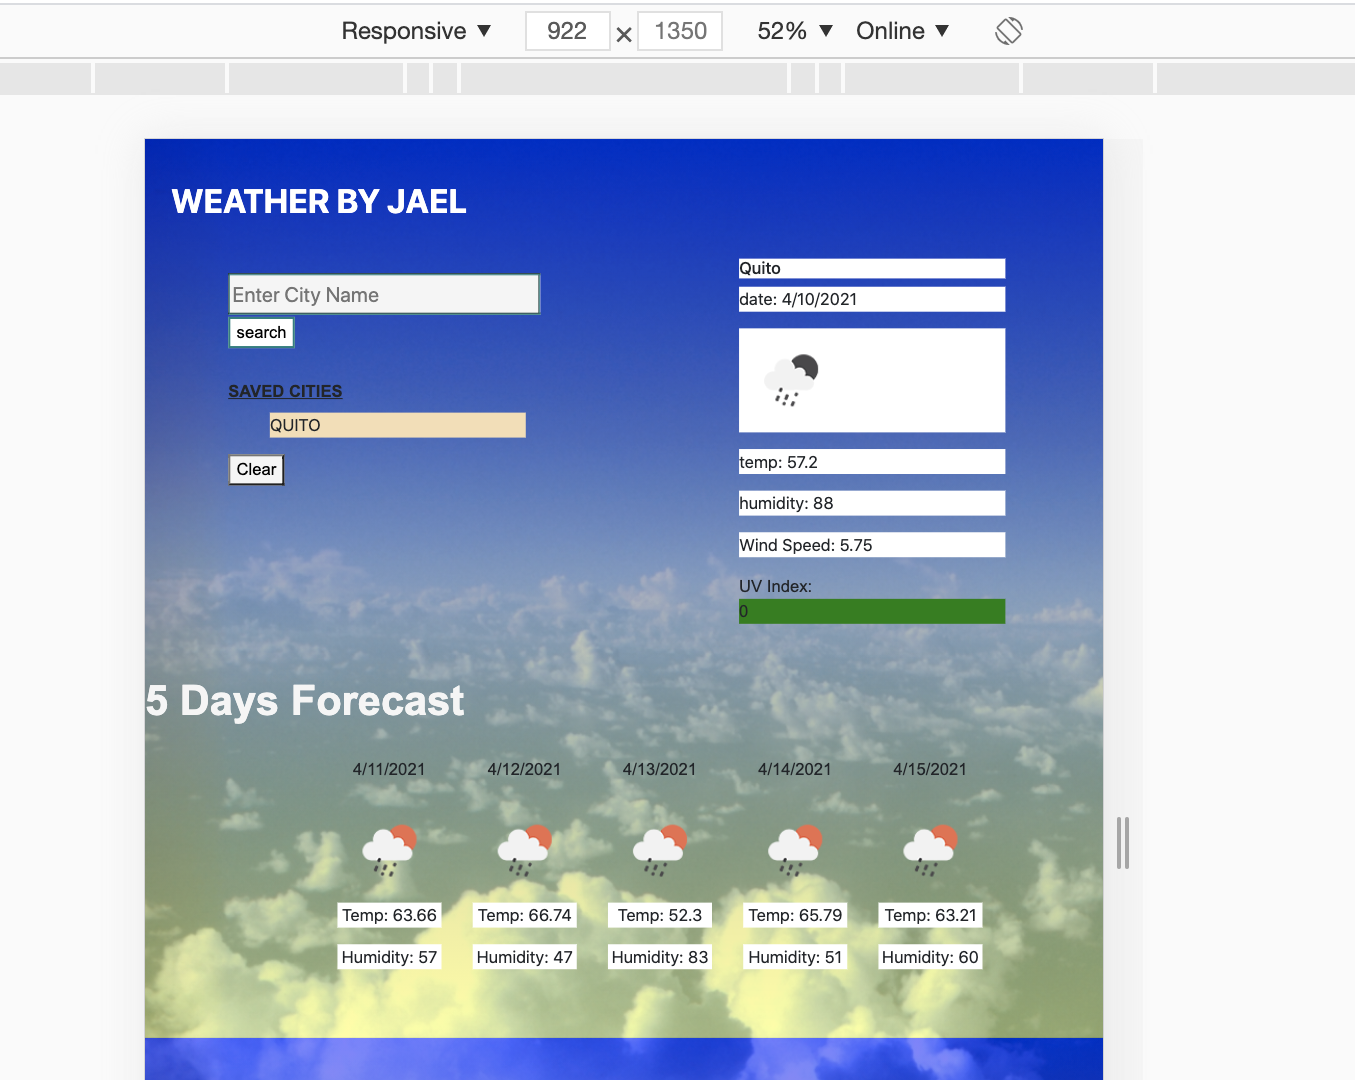 Responsive ▼ 922 × 1350 52% ▼ Online ▼
WEATHER BY JAEL
Enter City Name
search
SAVED CITIES
QUITO
Clear
Quito
date: 4/10/2021
temp: 57.2
humidity: 88
Wind Speed: 5.75
UV Index:
0
5 Days Forecast
4/11/2021 4/12/2021 4/13/2021 4/14/2021 4/15/2021
Temp: 63.66 Temp: 66.74 Temp: 52.3 Temp: 65.79 Temp: 63.21
Humidity: 57 Humidity: 47 Humidity: 83 Humidity: 51 Humidity: 60